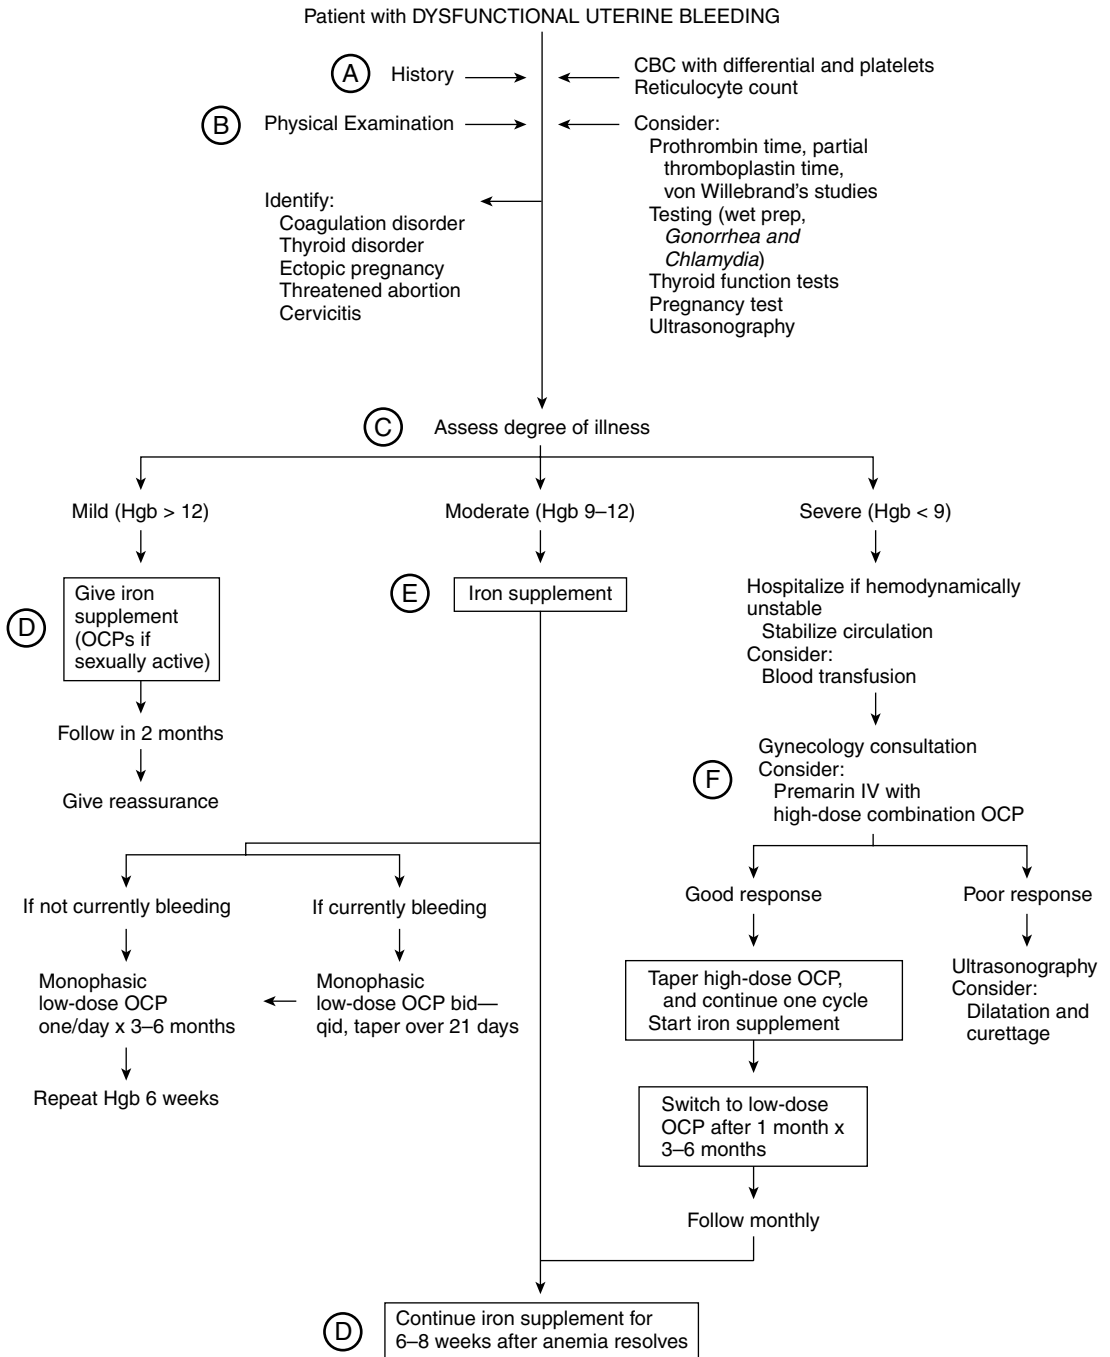 Patient with DYSFUNCTIONAL UTERINE BLEEDING
A
History
CBC with differential and platelets
Reticulocyte count
B
Physical Examination
Consider:
Prothrombin time, partial
thromboplastin time,
von Willebrand's studies
Testing (wet prep,
Gonorrhea and
Chlamydia)
Thyroid function tests
Pregnancy test
Ultrasonography
Identify:
Coagulation disorder
Thyroid disorder
Ectopic pregnancy
Threatened abortion
Cervicitis
C
Assess degree of illness
Mild (Hgb > 12)
Moderate (Hgb 9–12)
Severe (Hgb < 9)
D
Give iron
supplement
(OCPs if
sexually active)
Follow in 2 months
Give reassurance
E
Iron supplement
Hospitalize if hemodynamically
unstable
Stabilize circulation
Consider:
Blood transfusion
F
Gynecology consultation
Consider:
Premarin IV with
high-dose combination OCP
If not currently bleeding
If currently bleeding
Monophasic
low-dose OCP
one/day x 3–6 months
Monophasic
low-dose OCP bid—
qid, taper over 21 days
Repeat Hgb 6 weeks
Good response
Poor response
Taper high-dose OCP,
and continue one cycle
Start iron supplement
Ultrasonography
Consider:
Dilatation and
curettage
Switch to low-dose
OCP after 1 month x
3–6 months
Follow monthly
D
Continue iron supplement for
6–8 weeks after anemia resolves